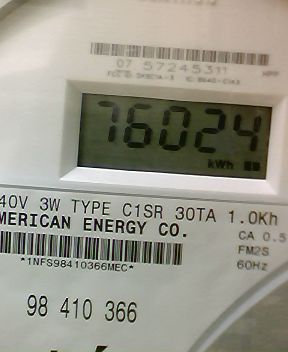 07 57245311
76024
kWh
40V 3W TYPE C1SR 30TA 1.0Kh
MERICAN ENERGY CO.
CA 0.5
*1NFS98410366MEC*
FM2S
60Hz
98 410 366